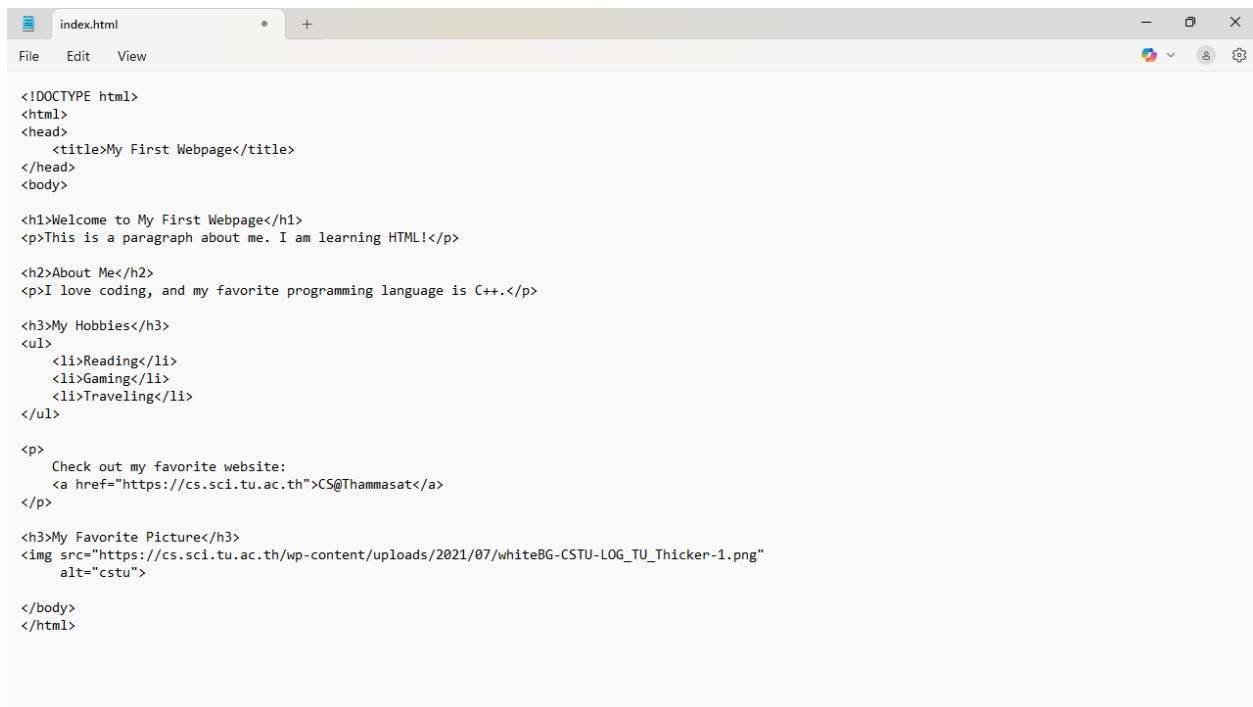 index.html
File Edit View
<!DOCTYPE html>
<html>
<head>
    <title>My First Webpage</title>
</head>
<body>

<h1>Welcome to My First Webpage</h1>
<p>This is a paragraph about me. I am learning HTML!</p>

<h2>About Me</h2>
<p>I love coding, and my favorite programming language is C++.</p>

<h3>My Hobbies</h3>
<ul>
    <li>Reading</li>
    <li>Gaming</li>
    <li>Traveling</li>
</ul>

<p>
    Check out my favorite website:
    <a href="https://cs.sci.tu.ac.th">CS@Thammasat</a>
</p>

<h3>My Favorite Picture</h3>
<img src="https://cs.sci.tu.ac.th/wp-content/uploads/2021/07/whiteBG-CSTU-LOG_TU_Thicker-1.png"
     alt="cstu">

</body>
</html>